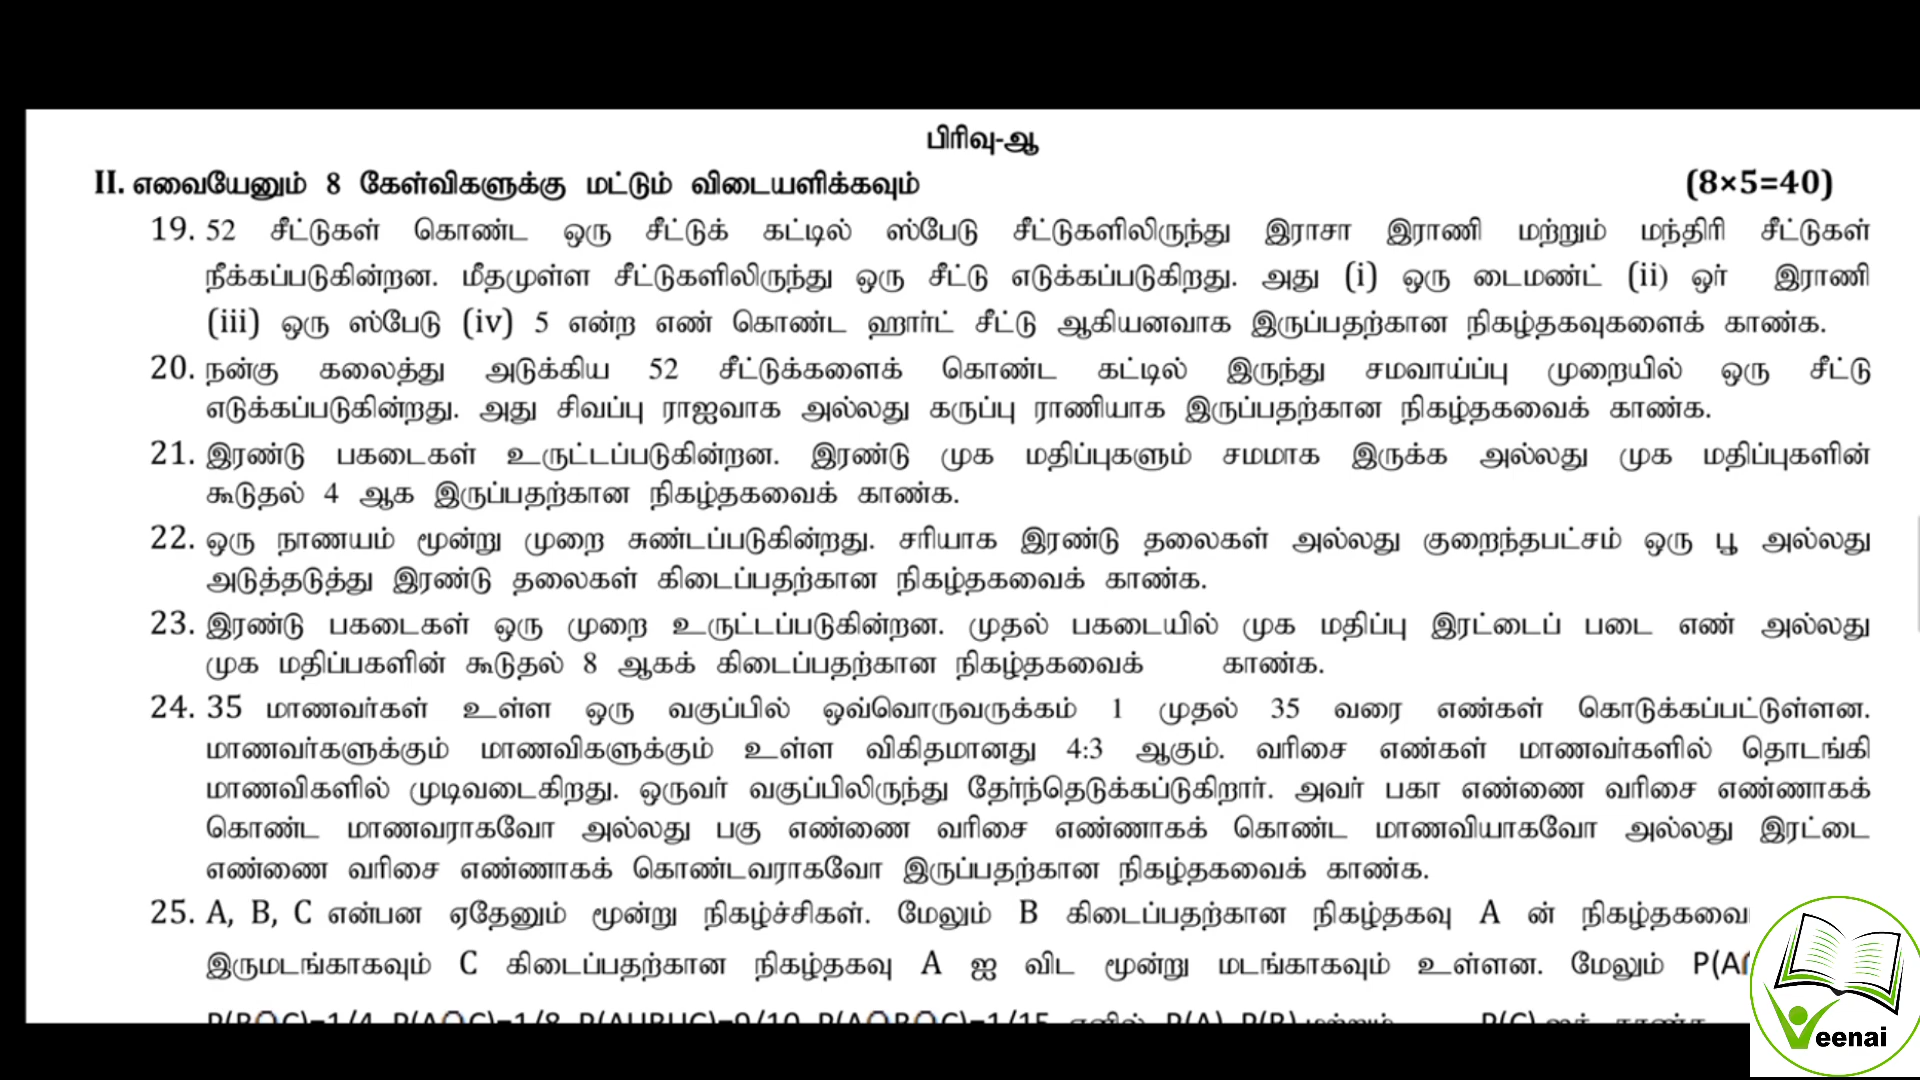 பிரிவு-ஆ
II. எவையேனும் 8 கேள்விகளுக்கு மட்டும் விடையளிக்கவும் (8×5=40)
19. 52 சீட்டுகள் கொண்ட ஒரு சீட்டுக் கட்டில் ஸ்பேடு சீட்டுகளிலிருந்து இராசா இராணி மற்றும் மந்திரி சீட்டுகள்
நீக்கப்படுகின்றன. மீதமுள்ள சீட்டுகளிலிருந்து ஒரு சீட்டு எடுக்கப்படுகிறது. அது (i) ஒரு டைமண்ட் (ii) ஓர் இராணி
(iii) ஒரு ஸ்பேடு (iv) 5 என்ற எண் கொண்ட ஹார்ட் சீட்டு ஆகியனவாக இருப்பதற்கான நிகழ்தகவுகளைக் காண்க.
20. நன்கு கலைத்து அடுக்கிய 52 சீட்டுக்களைக் கொண்ட கட்டில் இருந்து சமவாய்ப்பு முறையில் ஒரு சீட்டு
எடுக்கப்படுகின்றது. அது சிவப்பு ராஜவாக அல்லது கருப்பு ராணியாக இருப்பதற்கான நிகழ்தகவைக் காண்க.
21. இரண்டு பகடைகள் உருட்டப்படுகின்றன. இரண்டு முக மதிப்புகளும் சமமாக இருக்க அல்லது முக மதிப்புகளின்
கூடுதல் 4 ஆக இருப்பதற்கான நிகழ்தகவைக் காண்க.
22. ஒரு நாணயம் மூன்று முறை சுண்டப்படுகின்றது. சரியாக இரண்டு தலைகள் அல்லது குறைந்தபட்சம் ஒரு பூ அல்லது
அடுத்தடுத்து இரண்டு தலைகள் கிடைப்பதற்கான நிகழ்தகவைக் காண்க.
23. இரண்டு பகடைகள் ஒரு முறை உருட்டப்படுகின்றன. முதல் பகடையில் முக மதிப்பு இரட்டைப் படை எண் அல்லது
முக மதிப்பகளின் கூடுதல் 8 ஆகக் கிடைப்பதற்கான நிகழ்தகவைக் காண்க.
24. 35 மாணவர்கள் உள்ள ஒரு வகுப்பில் ஒவ்வொருவருக்கம் 1 முதல் 35 வரை எண்கள் கொடுக்கப்பட்டுள்ளன.
மாணவர்களுக்கும் மாணவிகளுக்கும் உள்ள விகிதமானது 4:3 ஆகும். வரிசை எண்கள் மாணவர்களில் தொடங்கி
மாணவிகளில் முடிவடைகிறது. ஒருவர் வகுப்பிலிருந்து தேர்ந்தெடுக்கப்டுகிறார். அவர் பகா எண்ணை வரிசை எண்ணாகக்
கொண்ட மாணவராகவோ அல்லது பகு எண்ணை வரிசை எண்ணாகக் கொண்ட மாணவியாகவோ அல்லது இரட்டை
எண்ணை வரிசை எண்ணாகக் கொண்டவராகவோ இருப்பதற்கான நிகழ்தகவைக் காண்க.
25. A, B, C என்பன ஏதேனும் மூன்று நிகழ்ச்சிகள். மேலும் B கிடைப்பதற்கான நிகழ்தகவு A ன் நிகழ்தகவை
இருமடங்காகவும் C கிடைப்பதற்கான நிகழ்தகவு A ஐ விட மூன்று மடங்காகவும் உள்ளன. மேலும் P(A
P(B∩C)=1/4, P(A∩C)=1/8, P(AUBUC)=9/10, P(A∩B∩C)=1/15 எனில் P(A), P(B) மற்றும் P(C) ஐக் காண்க
Veenai